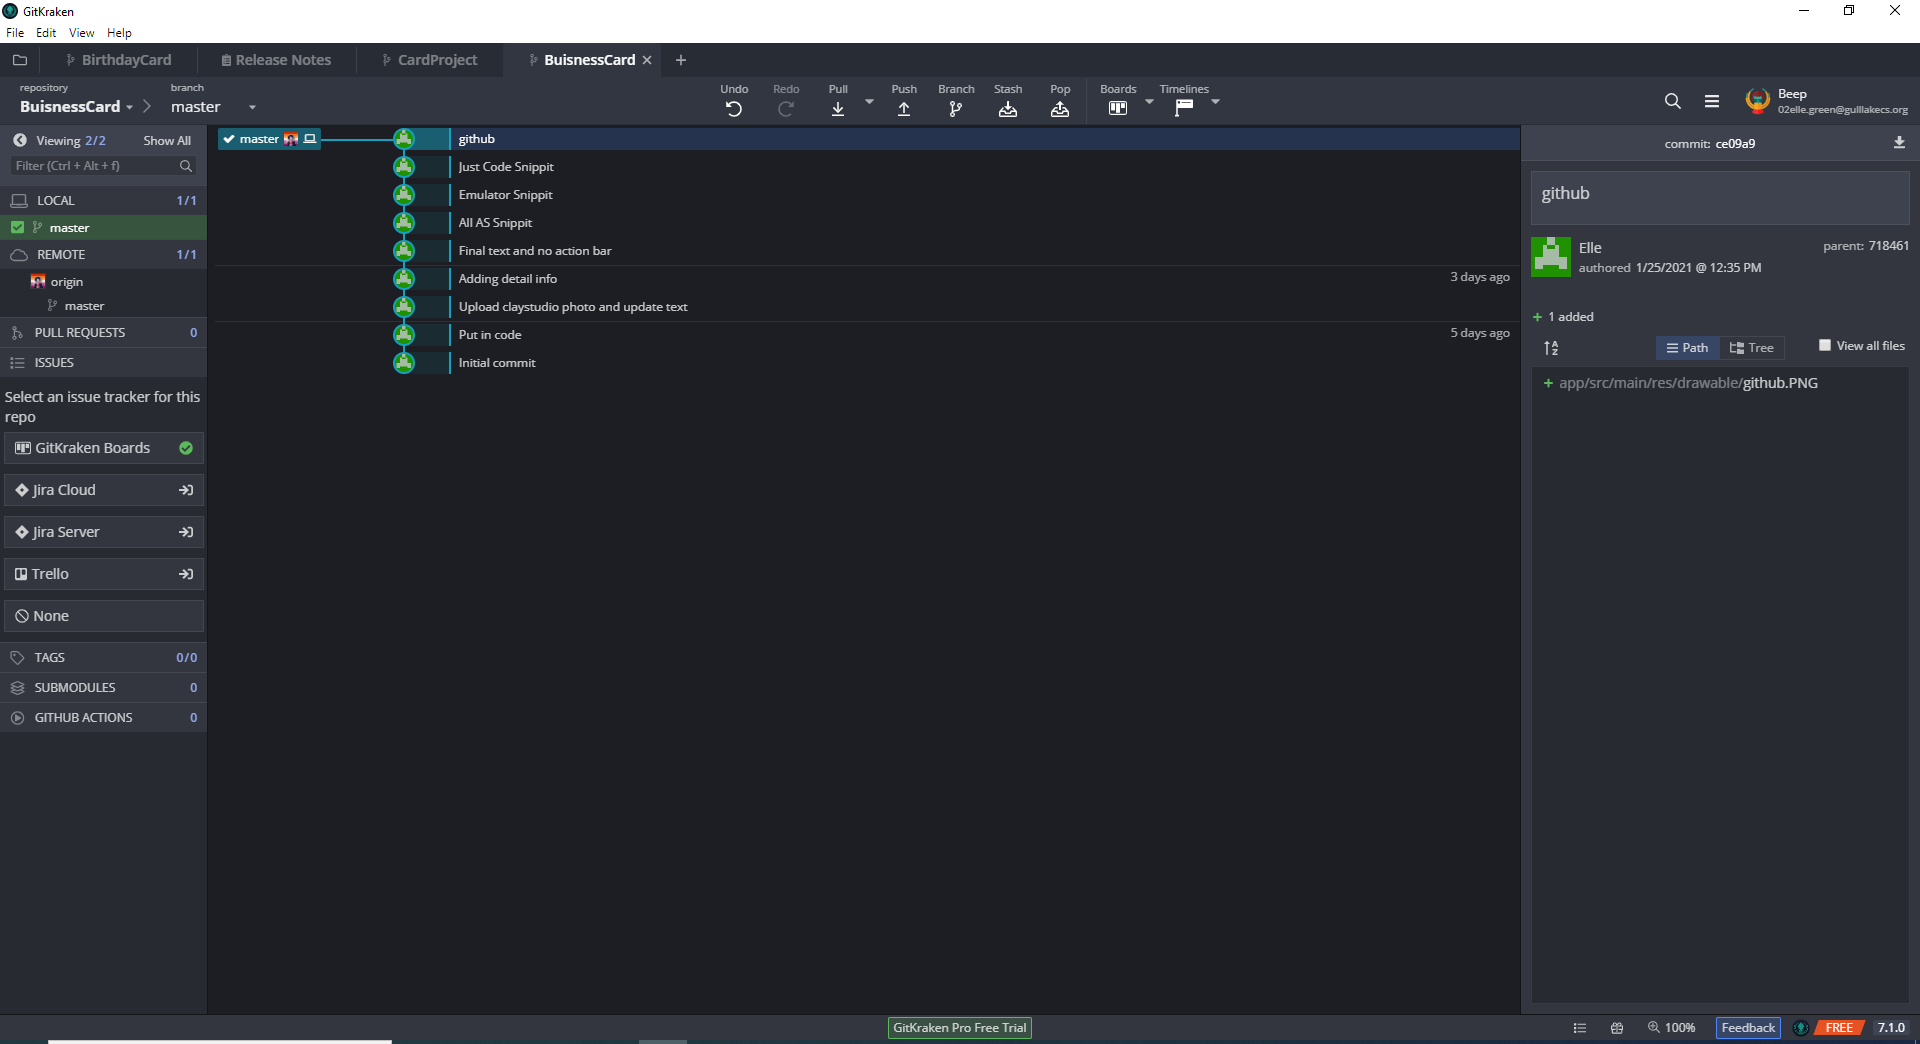 GitKraken
File Edit View Help
BirthdayCard Release Notes CardProject BuisnessCard
repository branch
BuisnessCard master
Undo Redo Pull Push Branch Stash Pop Boards Timelines
Beep
02elle.green@gulllakecs.org
Viewing 2/2 Show All
Filter (Ctrl + Alt + f)
LOCAL 1/1
master
REMOTE 1/1
origin
master
PULL REQUESTS 0
ISSUES
Select an issue tracker for this
repo
GitKraken Boards
Jira Cloud
Jira Server
Trello
None
TAGS 0/0
SUBMODULES 0
GITHUB ACTIONS 0
master github
Just Code Snippit
Emulator Snippit
All AS Snippit
Final text and no action bar
Adding detail info 3 days ago
Upload claystudio photo and update text
Put in code 5 days ago
Initial commit
commit: ce09a9
github
Elle parent: 718461
authored 1/25/2021 @ 12:35 PM
+ 1 added
Path Tree View all files
+ app/src/main/res/drawable/github.PNG
GitKraken Pro Free Trial
100% Feedback FREE 7.1.0